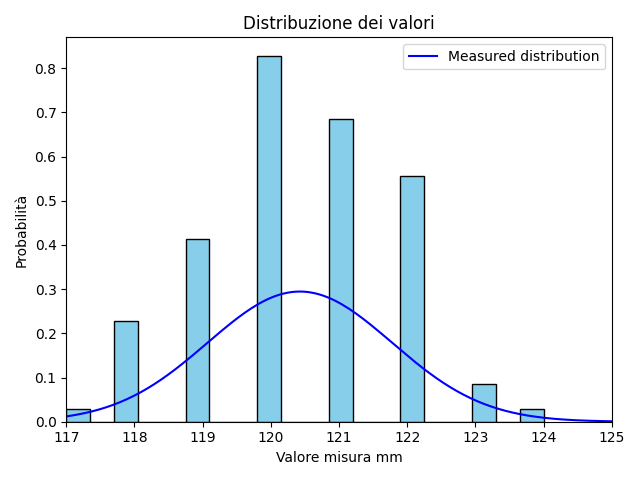 Distribuzione dei valori
Measured distribution
Probabilità
0.8
0.7
0.6
0.5
0.4
0.3
0.2
0.1
0.0
117 118 119 120 121 122 123 124 125
Valore misura mm